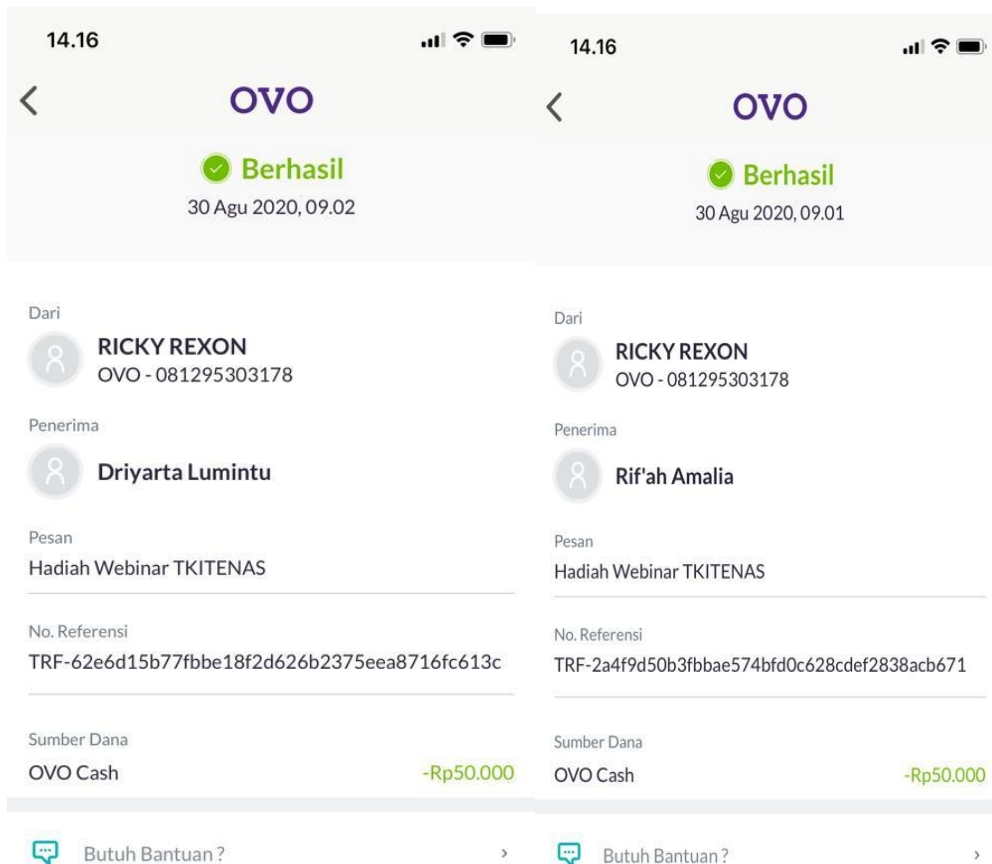 14.16
OVO
Berhasil
30 Agu 2020, 09.02
Dari
RICKY REXON
OVO - 081295303178
Penerima
Driyarta Lumintu
Pesan
Hadiah Webinar TKITENAS
No. Referensi
TRF-62e6d15b77fbbe18f2d626b2375eea8716fc613c
Sumber Dana
OVO Cash -Rp50.000
Butuh Bantuan ?
14.16
OVO
Berhasil
30 Agu 2020, 09.01
Dari
RICKY REXON
OVO - 081295303178
Penerima
Rif'ah Amalia
Pesan
Hadiah Webinar TKITENAS
No. Referensi
TRF-2a4f9d50b3fbbae574bfd0c628cdef2838acb671
Sumber Dana
OVO Cash -Rp50.000
Butuh Bantuan ?